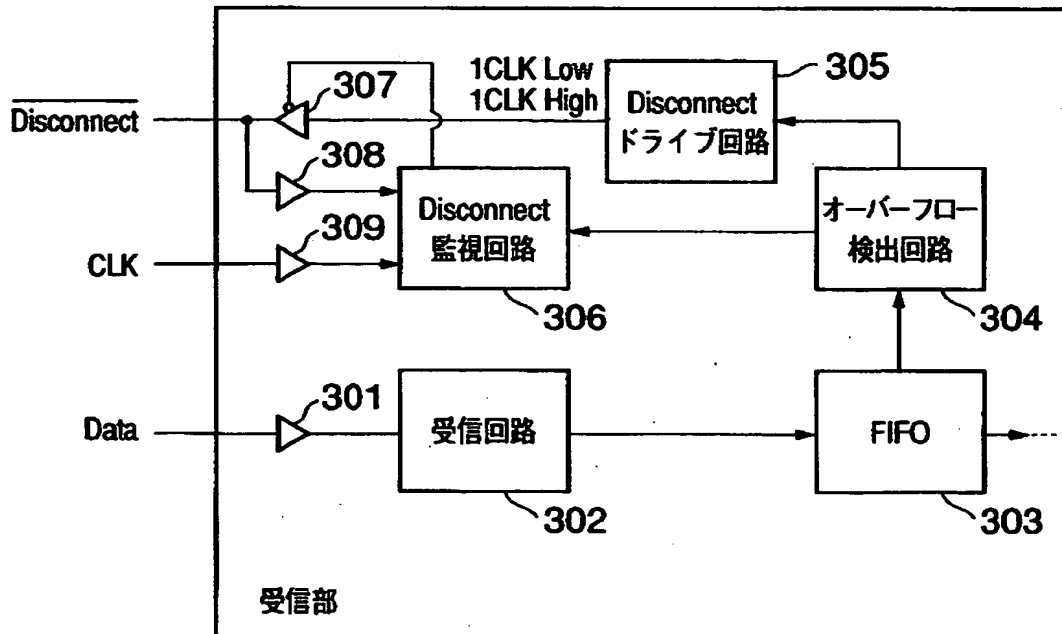 307
1CLK Low
1CLK High
305
Disconnect
ドライブ回路
Disconnect
308
309
CLK
Disconnect
監視回路
306
オーバーフロー
検出回路
304
301
Data
受信回路
302
FIFO
303
受信部